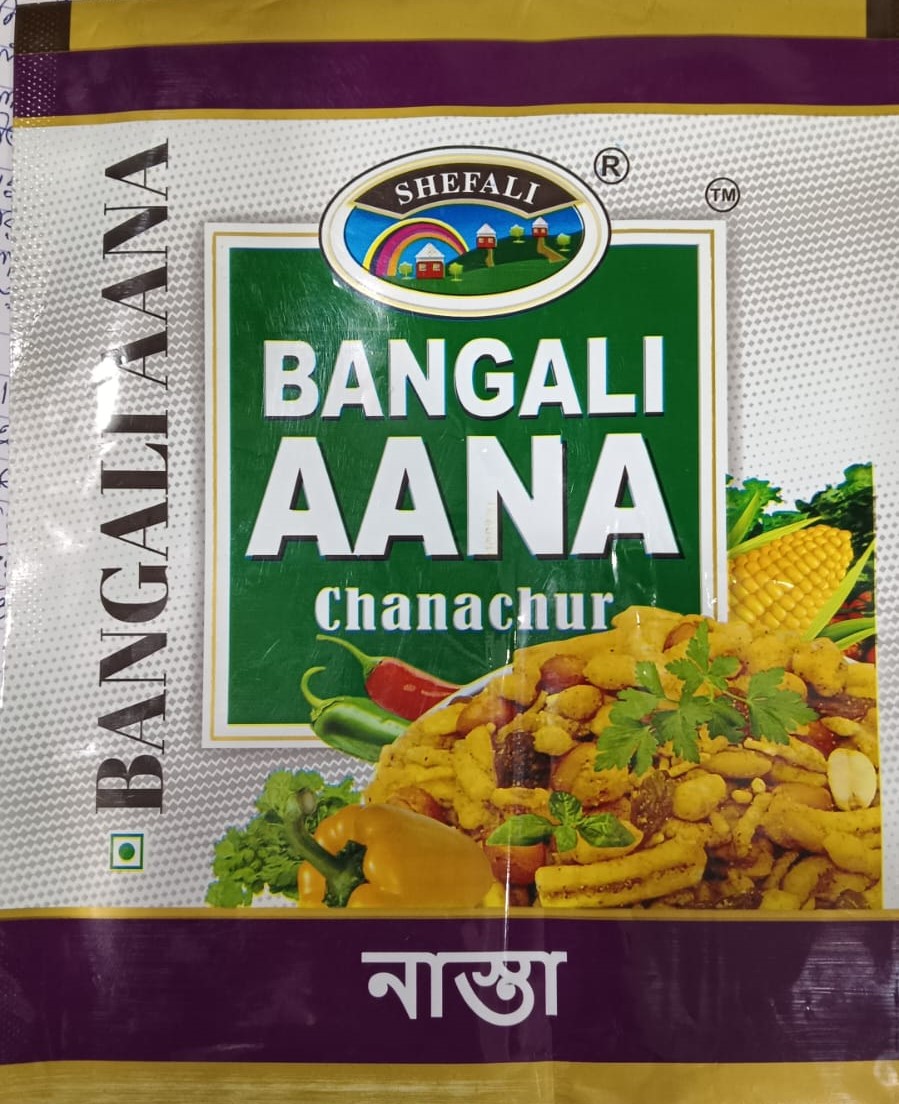 SHEFALI
®
TM
BANGALI
AANA
Chanachur
BANGALI AANA
নাস্তা